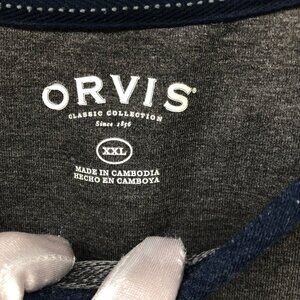 ORVIS®
CLASSIC COLLECTION
Since 1856
XXL
MADE IN CAMBODIA
HECHO EN CAMBOYA